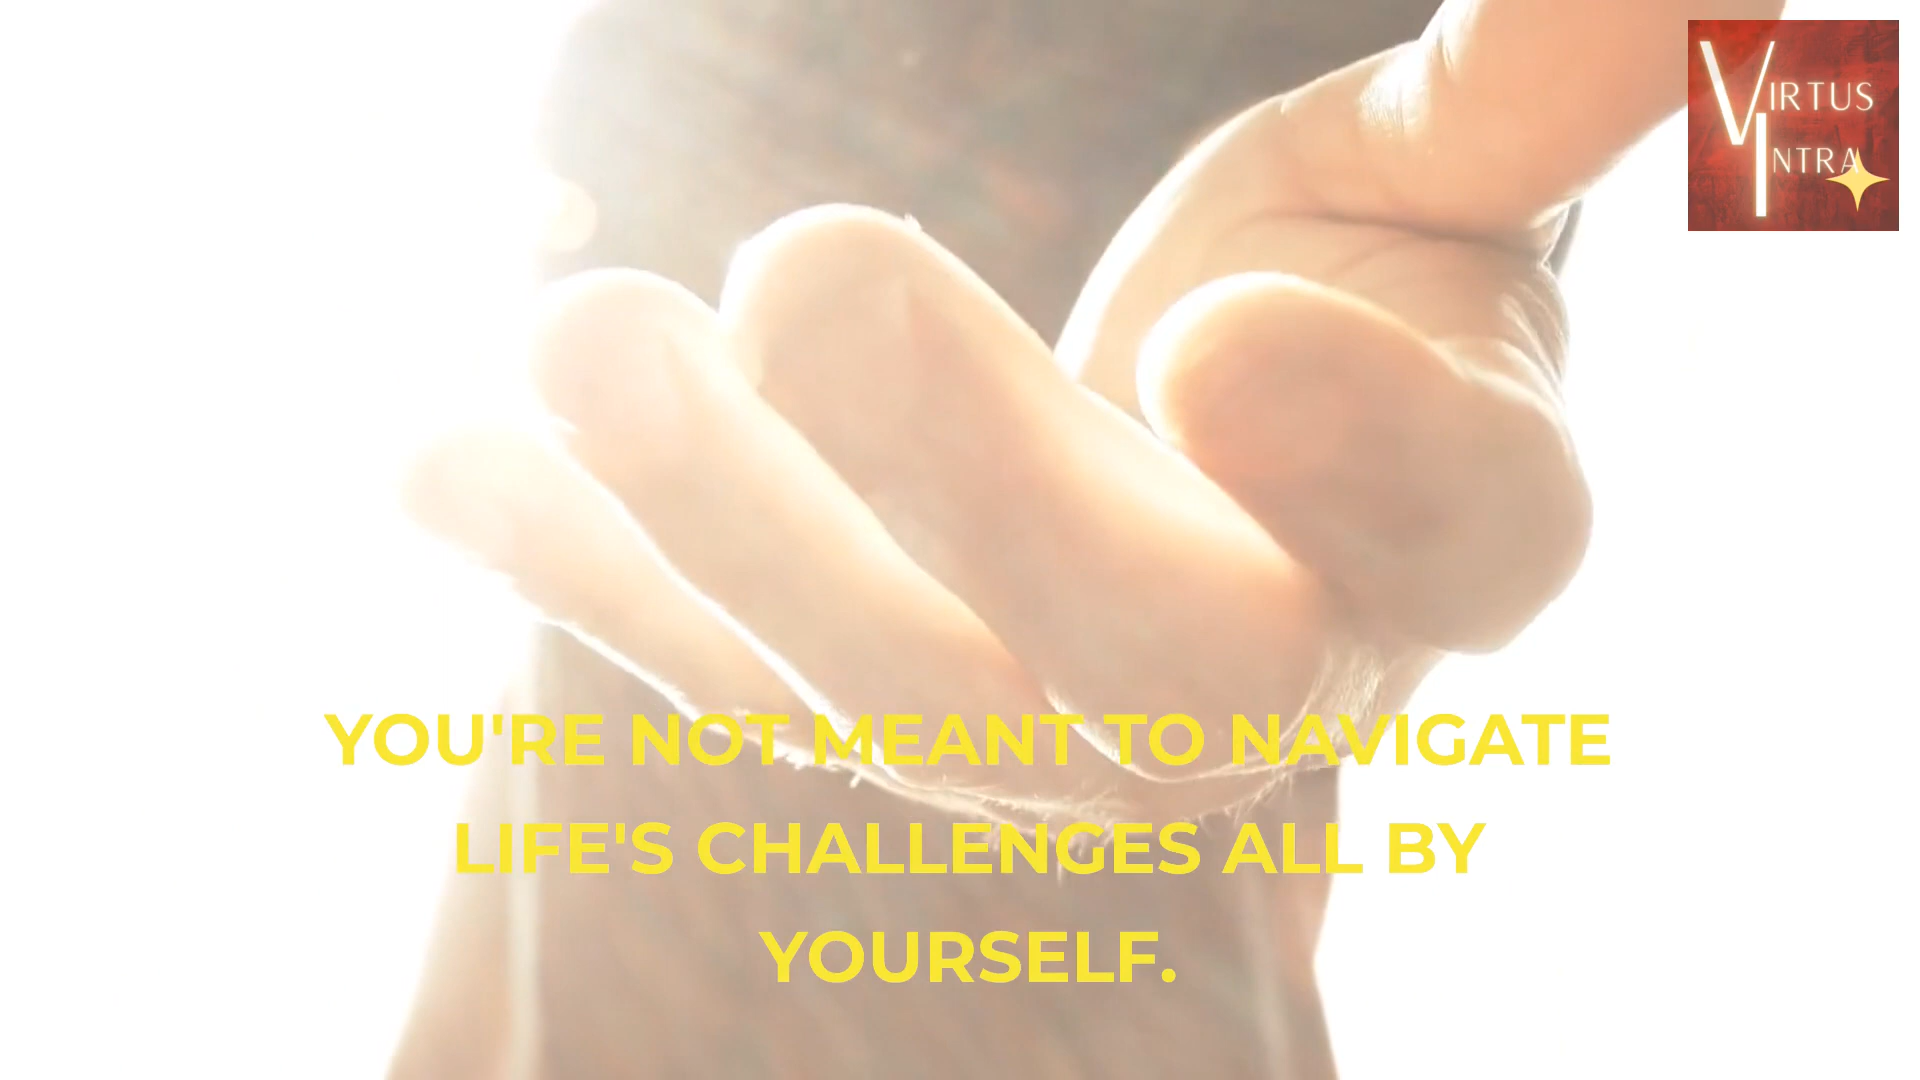 VIRTUS
INTRA
YOU'RE NOT MEANT TO NAVIGATE
LIFE'S CHALLENGES ALL BY
YOURSELF.